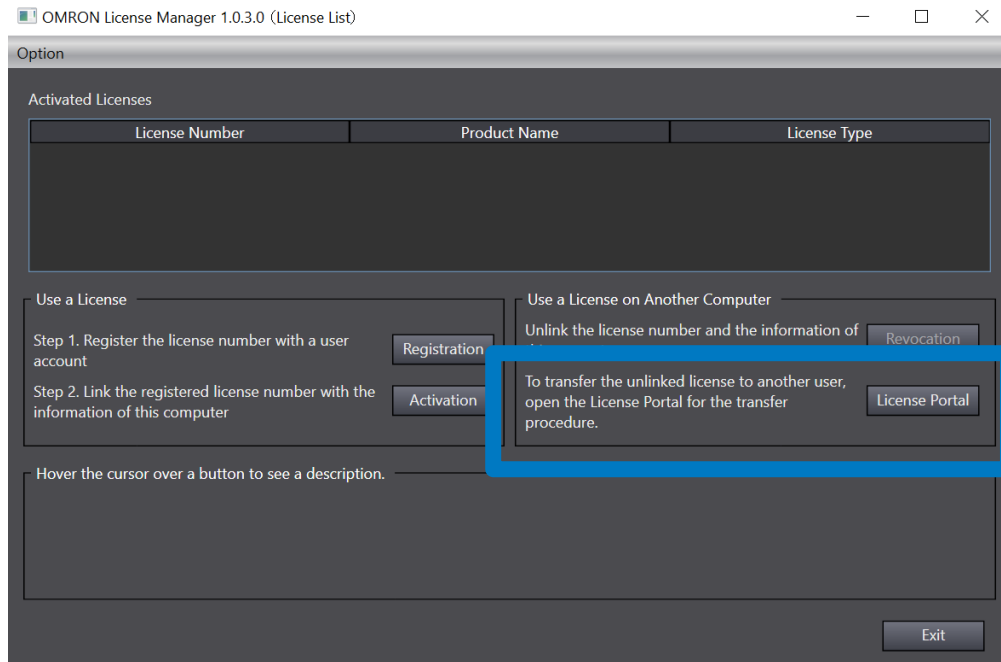 OMRON License Manager 1.0.3.0 (License List)
Option
Activated Licenses
License Number Product Name License Type
Use a License
Step 1. Register the license number with a user
account
Registration
Step 2. Link the registered license number with the
information of this computer
Activation
Use a License on Another Computer
Unlink the license number and the information of
Revocation
To transfer the unlinked license to another user,
open the License Portal for the transfer
procedure.
License Portal
Hover the cursor over a button to see a description.
Exit